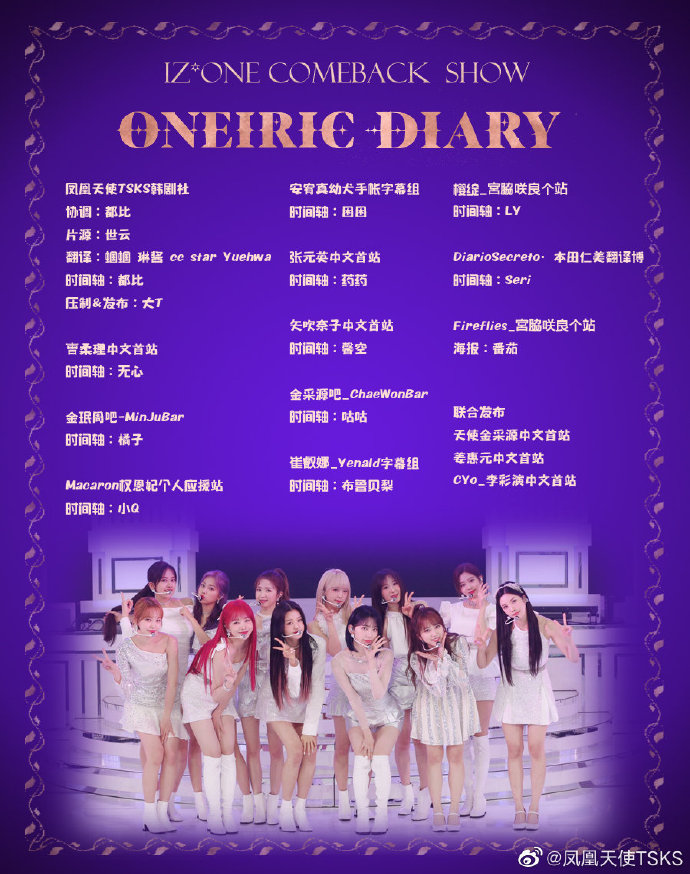 IZ*ONE COMEBACK SHOW
ONEIRIC DIARY
凤凰天使TSKS韩剧社
协调：都比
片源：世云
翻译：蝈蝈 琳酱 cc star Yuehwa
时间轴：都比
压制&发布：大T
曺柔理中文首站
时间轴：无心
金珉周吧-MinJuBar
时间轴：橘子
Macaron权恩妃个人应援站
时间轴：小Q
安宥真幼犬手帐字幕组
时间轴：困困
张元英中文首站
时间轴：药药
矢吹奈子中文首站
时间轴：馨空
金采源吧_ChaeWonBar
时间轴：咕咕
崔叡娜_Yenald字幕组
时间轴：布鲁贝梨
樱绽_宮脇咲良个站
时间轴：LY
DiarioSecreto· 本田仁美翻译博
时间轴：Seri
Fireflies_宮脇咲良个站
海报：番茄
联合发布
天使金采源中文首站
姜惠元中文首站
CYo_李彩演中文首站
@凤凰天使TSKS